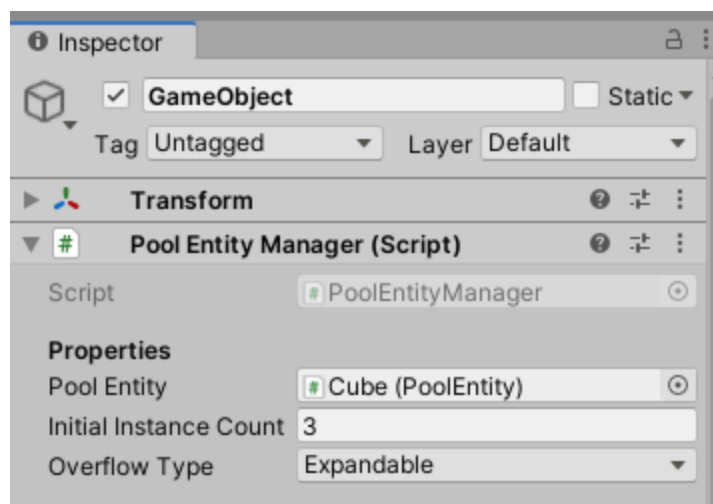 Inspector
GameObject Static
Tag Untagged Layer Default
Transform
# Pool Entity Manager (Script)
Script # PoolEntityManager
Properties
Pool Entity # Cube (PoolEntity)
Initial Instance Count 3
Overflow Type Expandable